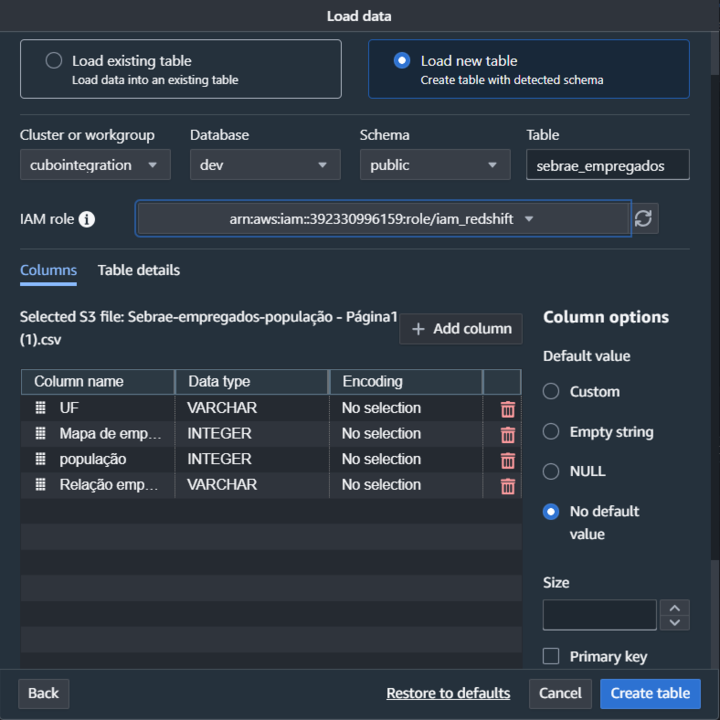 Load data
Load existing table
Load data into an existing table
Load new table
Create table with detected schema
Cluster or workgroup
Database
Schema
Table
cubointegration
dev
public
sebrae_empregados
IAM role
arn:aws:iam::392330996159:role/iam_redshift
Columns
Table details
Selected S3 file: Sebrae-empregados-população - Página1
(1).csv
Add column
Column name
Data type
Encoding
UF
VARCHAR
No selection
Mapa de emp...
INTEGER
No selection
população
INTEGER
No selection
Relação emp...
VARCHAR
No selection
Column options
Default value
Custom
Empty string
NULL
No default
value
Size
Primary key
Back
Restore to defaults
Cancel
Create table